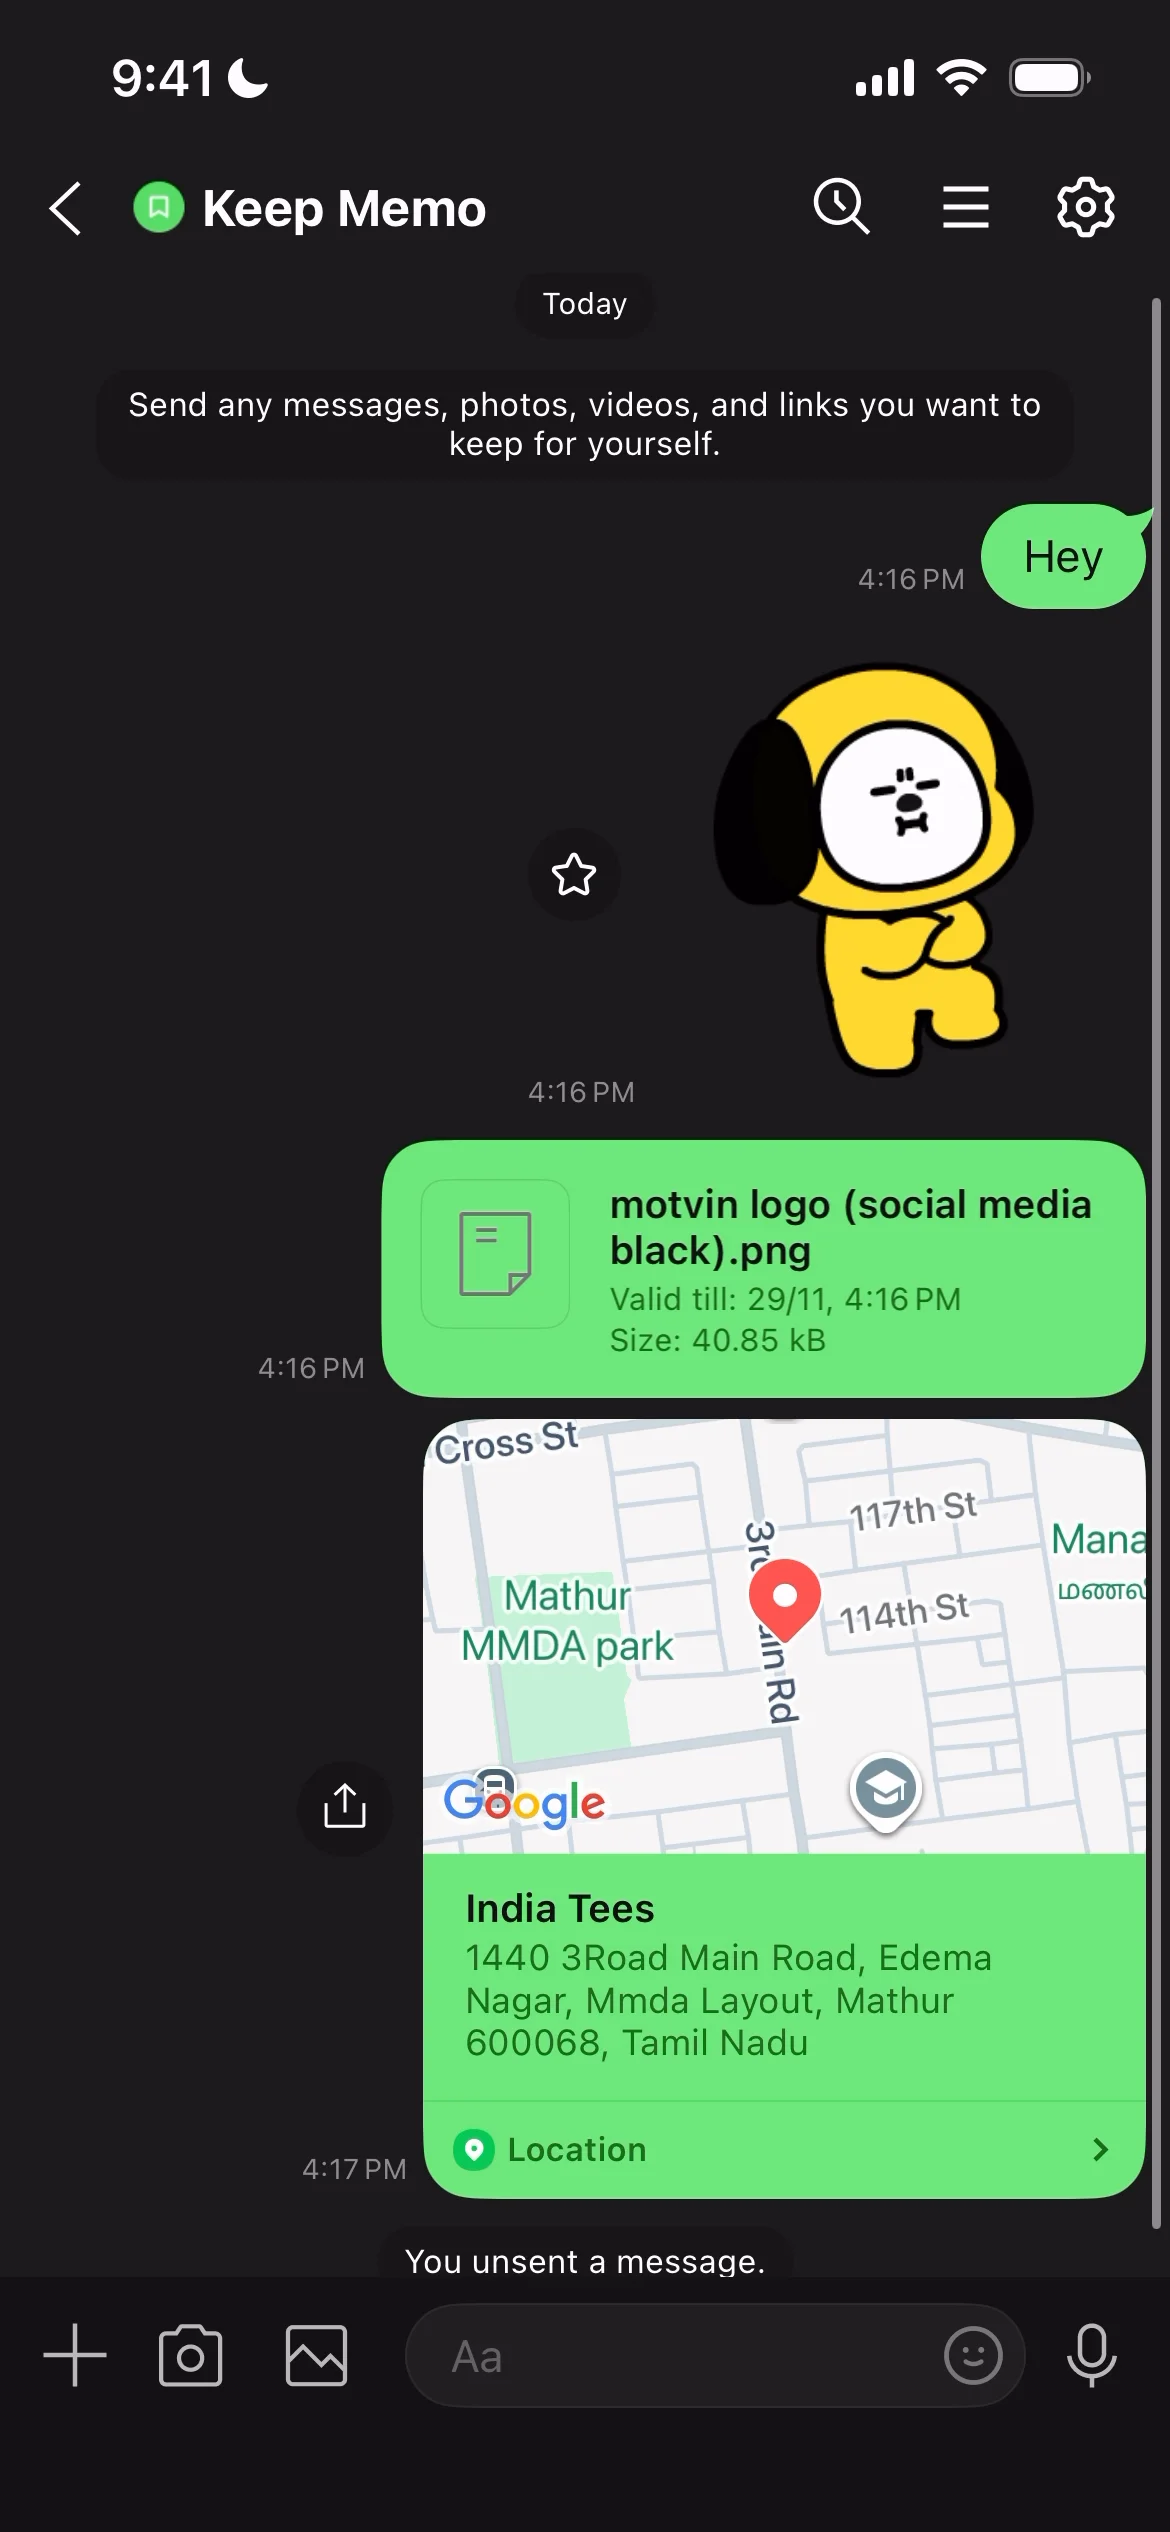 9:41
Keep Memo
Today
Send any messages, photos, videos, and links you want to
keep for yourself.
Hey
4:16 PM
4:16 PM
motvin logo (social media
black).png
Valid till: 29/11, 4:16 PM
Size: 40.85 kB
4:16 PM
Cross St
117th St
Mana
மணலி
Mathur
MMDA park
114th St
Rd
Google
India Tees
1440 3Road Main Road, Edema
Nagar, Mmda Layout, Mathur
600068, Tamil Nadu
Location
4:17 PM
You unsent a message.
Aa